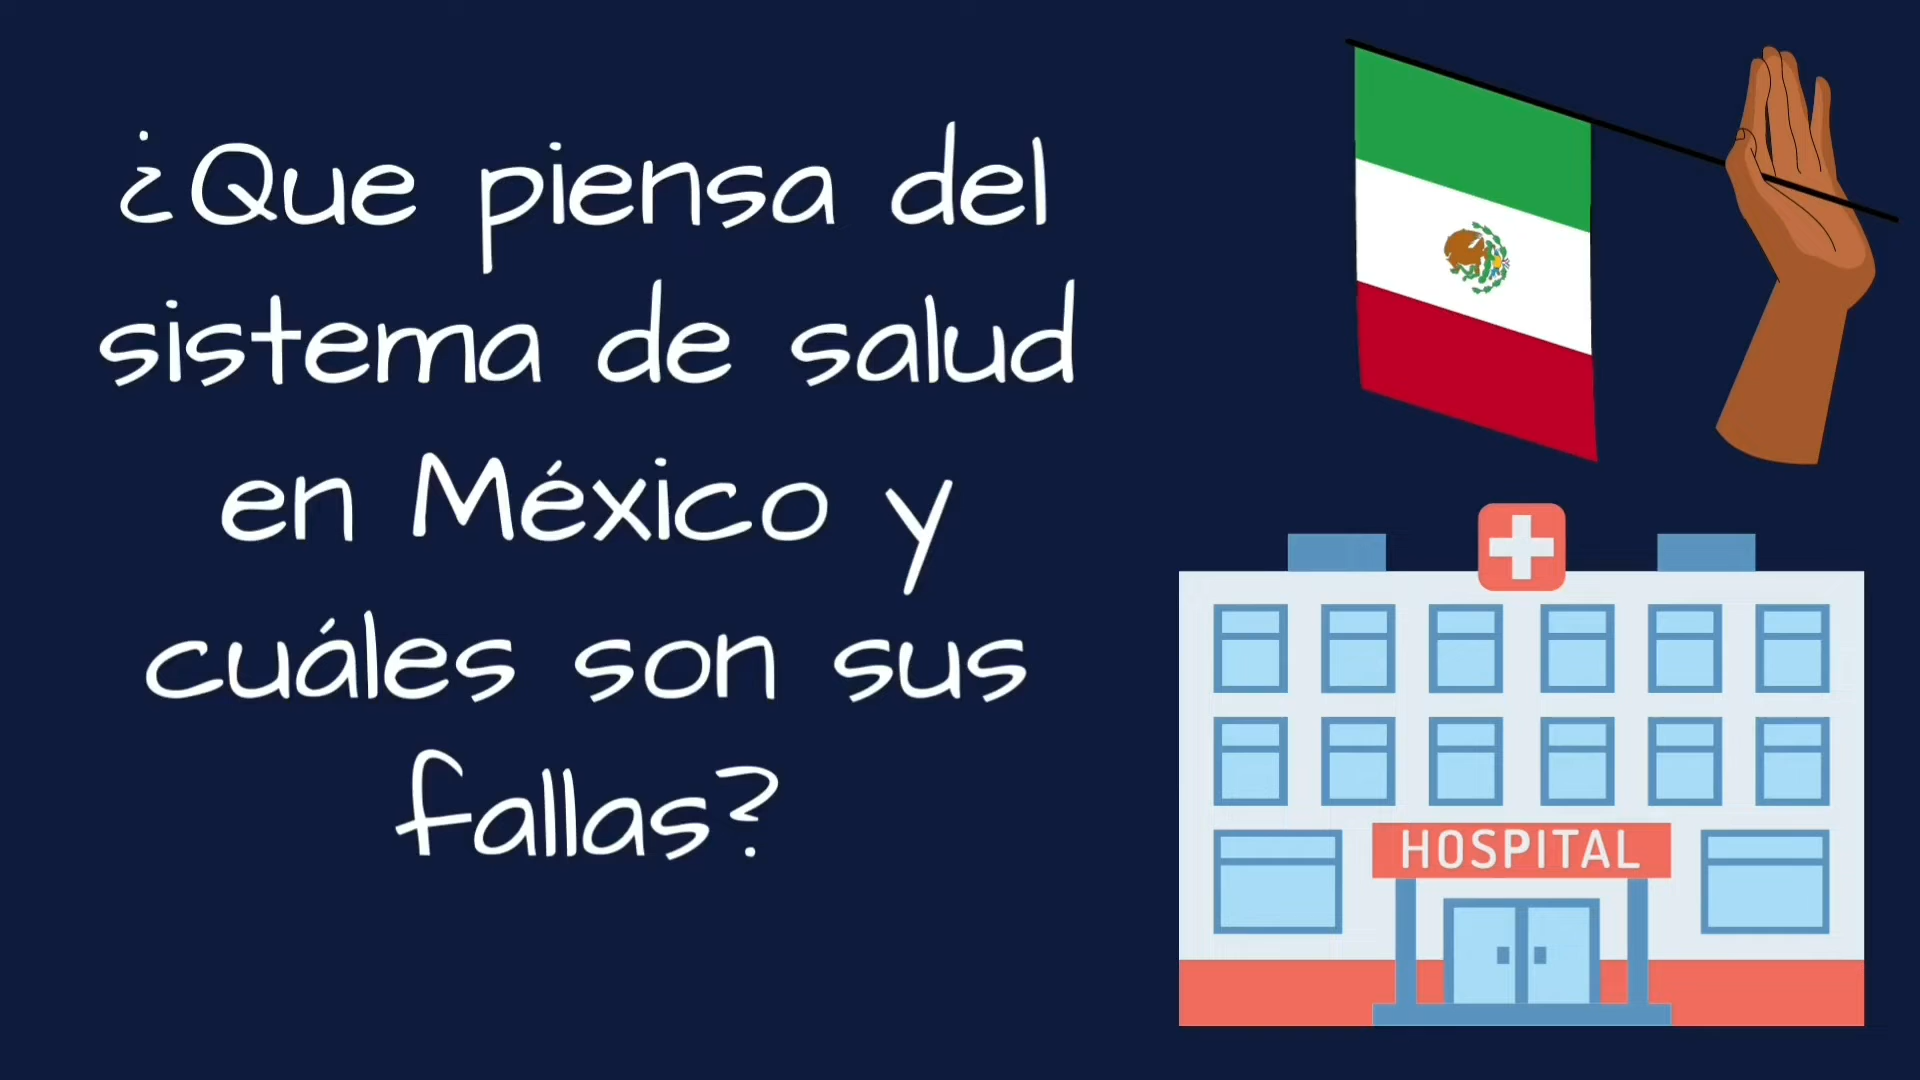 ¿Que piensa del
sistema de salud
en México y
cuáles son sus
fallas?
HOSPITAL